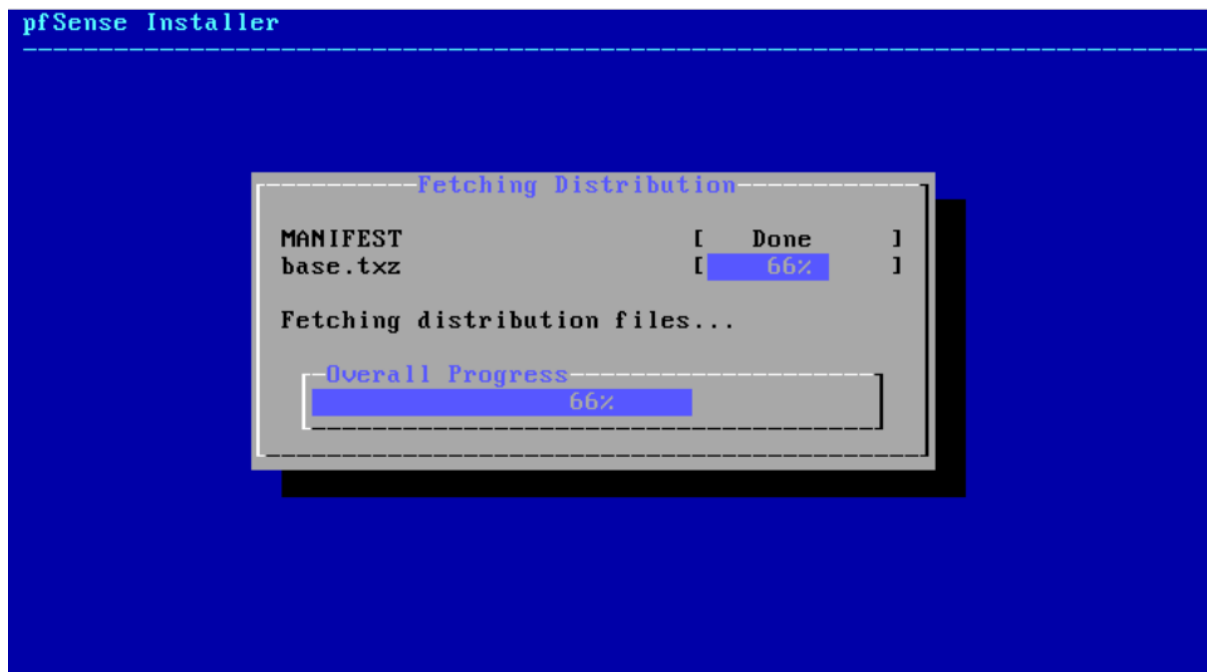 pfSense Installer
Fetching Distribution
MANIFEST [ Done ]
base.txz [ 66% ]
Fetching distribution files...
Overall Progress
66%